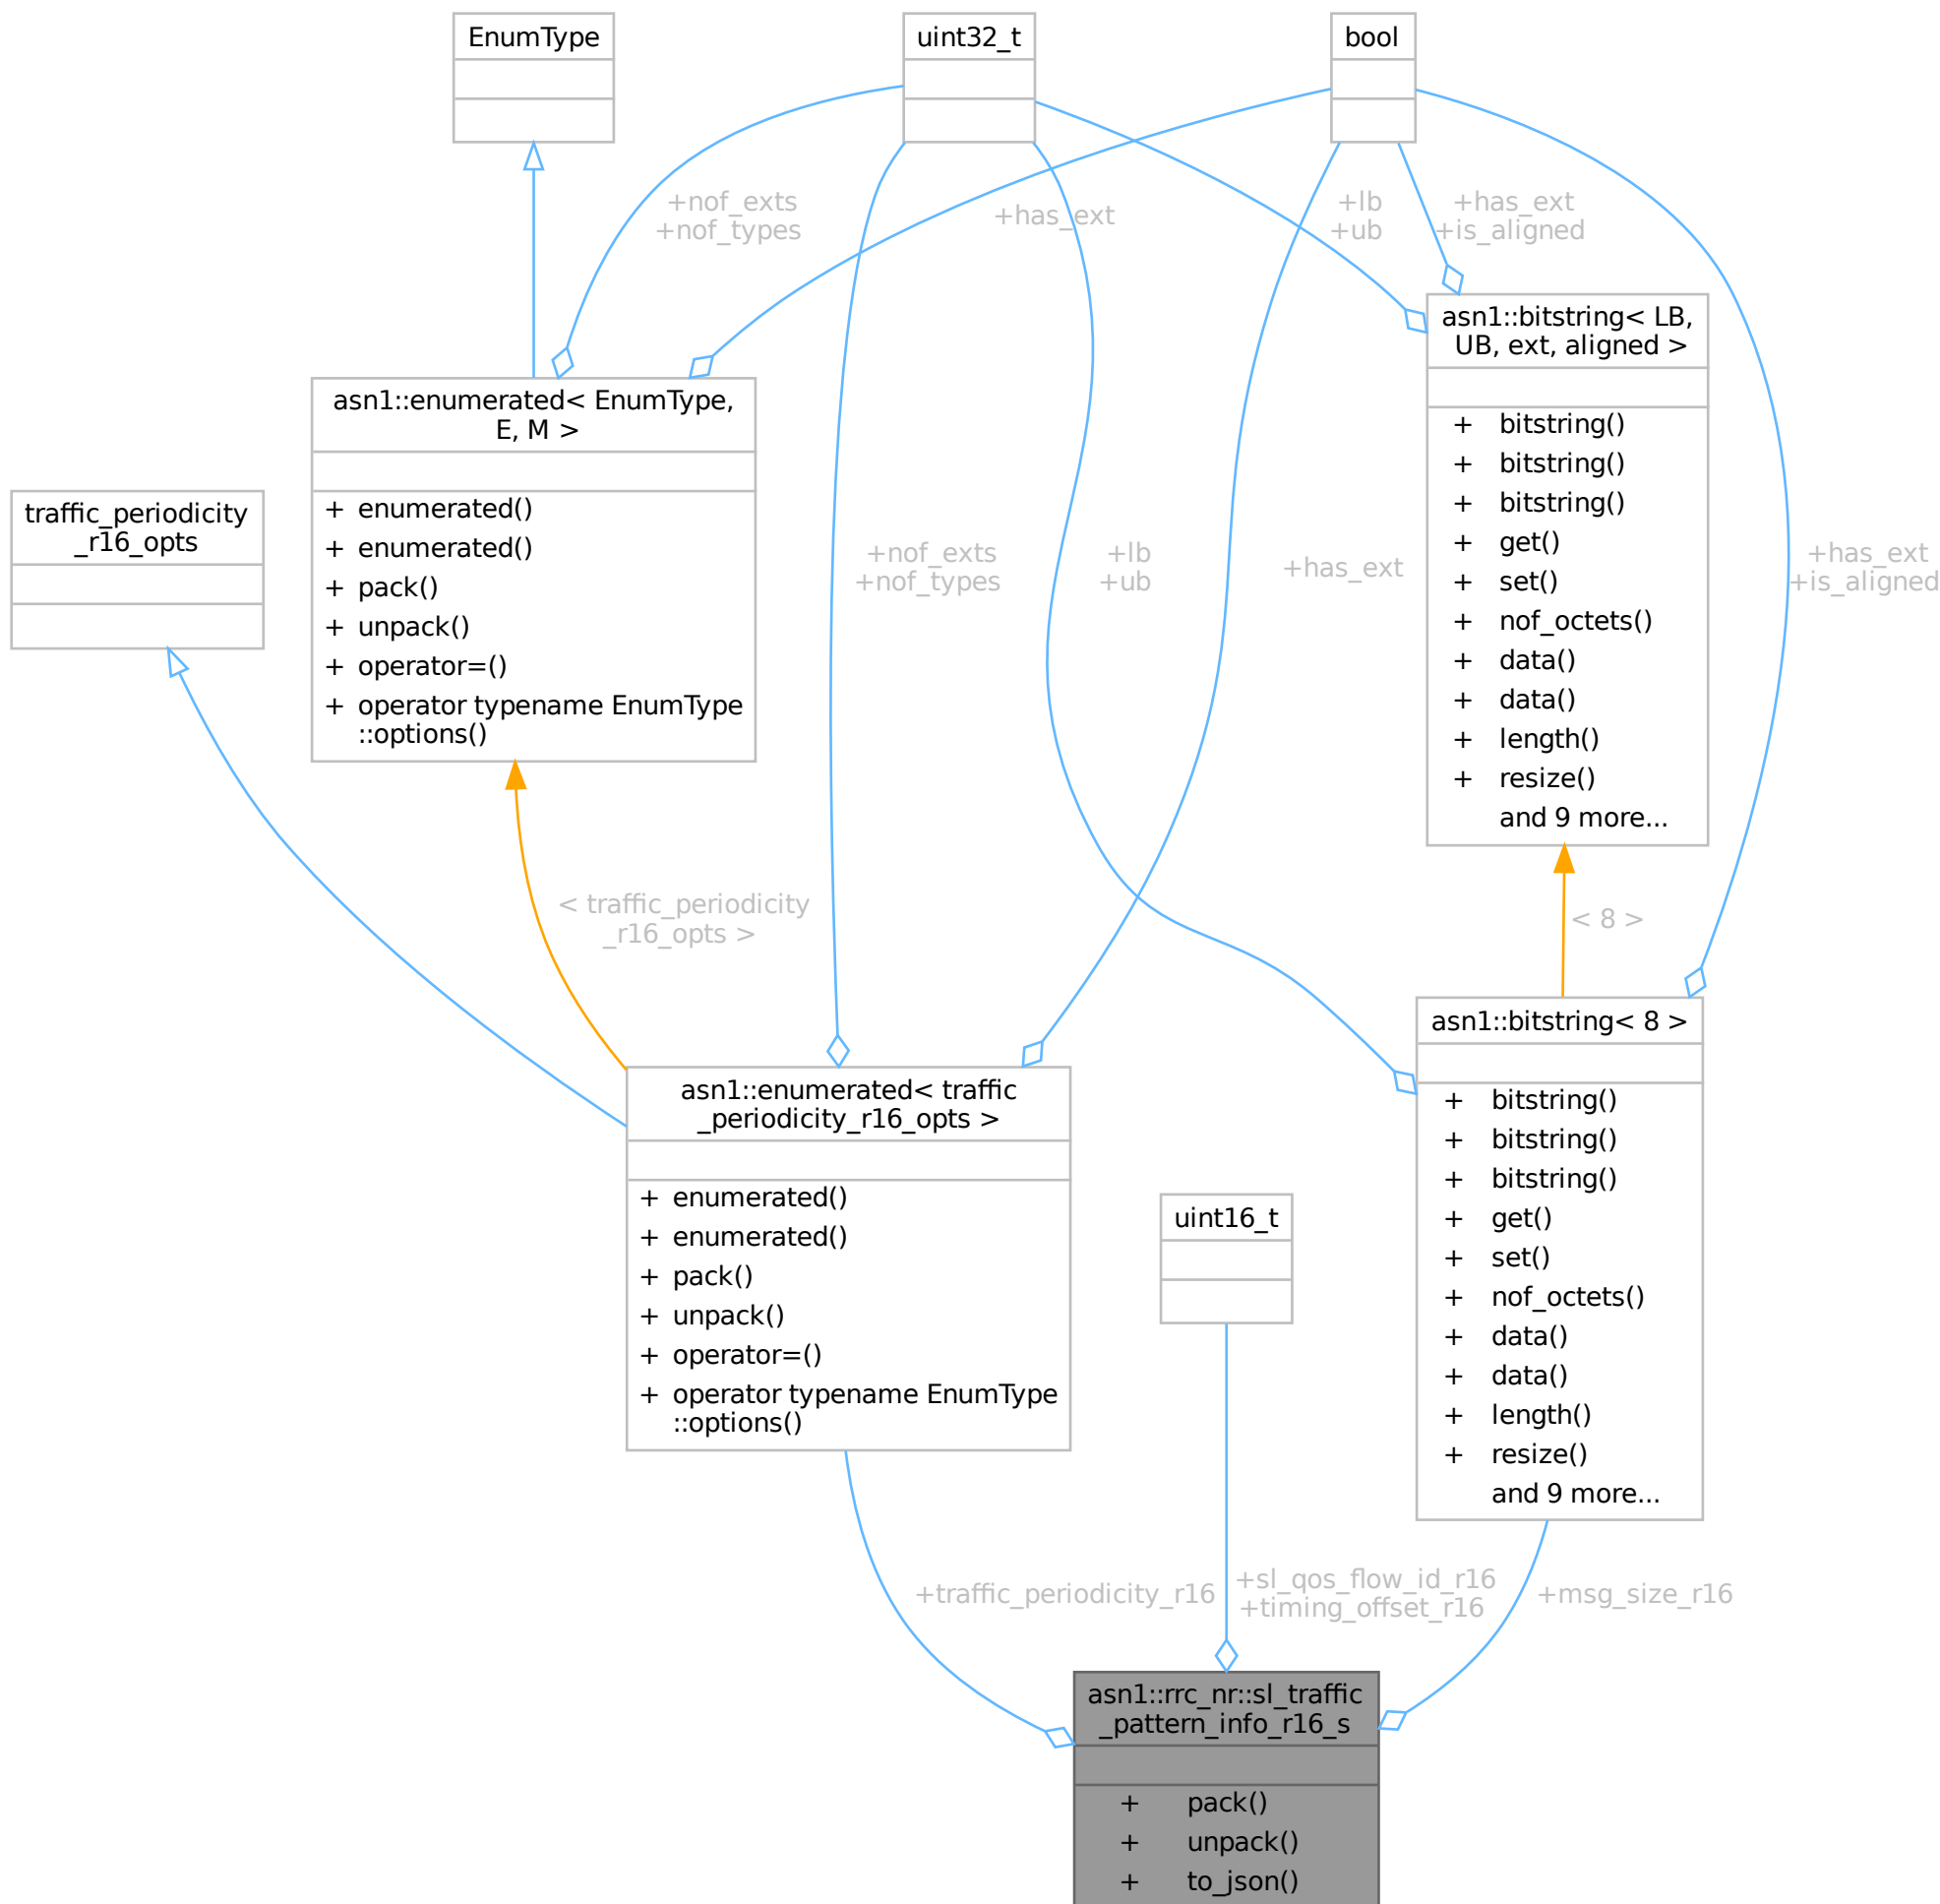 EnumType
uint32_t
bool
+nof_exts
+nof_types
+has_ext
+lb
+ub
+has_ext
+is_aligned
asn1::bitstring< LB,
UB, ext, aligned >
+ bitstring()
+ bitstring()
+ bitstring()
+ get()
+ set()
+ nof_octets()
+ data()
+ data()
+ length()
+ resize()
and 9 more...
asn1::enumerated< EnumType,
E, M >
+ enumerated()
+ enumerated()
+ pack()
+ unpack()
+ operator=()
+ operator typename EnumType
::options()
traffic_periodicity
_r16_opts
+nof_exts
+nof_types
+lb
+ub
+has_ext
+has_ext
+is_aligned
< traffic_periodicity
_r16_opts >
< 8 >
asn1::bitstring< 8 >
+ bitstring()
+ bitstring()
+ bitstring()
+ get()
+ set()
+ nof_octets()
+ data()
+ data()
+ length()
+ resize()
and 9 more...
asn1::enumerated< traffic
_periodicity_r16_opts >
+ enumerated()
+ enumerated()
+ pack()
+ unpack()
+ operator=()
+ operator typename EnumType
::options()
uint16_t
+traffic_periodicity_r16
+sl_qos_flow_id_r16
+timing_offset_r16
+msg_size_r16
asn1::rrc_nr::sl_traffic
_pattern_info_r16_s
+ pack()
+ unpack()
+ to_json()